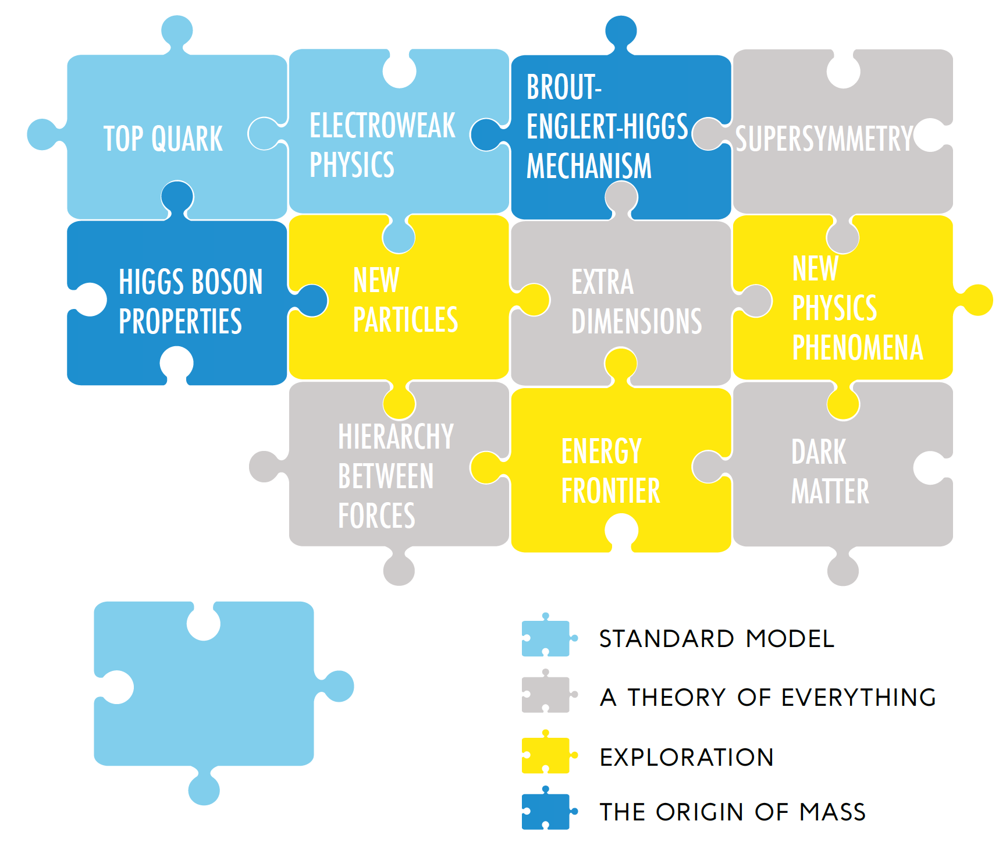 TOP QUARK
ELECTROWEAK
PHYSICS
BROUT-
ENGLERT-HIGGS
MECHANISM
SUPERSYMMETRY
HIGGS BOSON
PROPERTIES
NEW
PARTICLES
EXTRA
DIMENSIONS
NEW
PHYSICS
PHENOMENA
HIERARCHY
BETWEEN
FORCES
ENERGY
FRONTIER
DARK
MATTER
STANDARD MODEL
A THEORY OF EVERYTHING
EXPLORATION
THE ORIGIN OF MASS